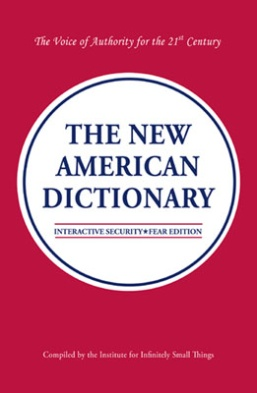 The Voice of Authority for the 21st Century
THE NEW
AMERICAN
DICTIONARY
INTERACTIVE SECURITY★FEAR EDITION
Compiled by the Institute for Infinitely Small Things